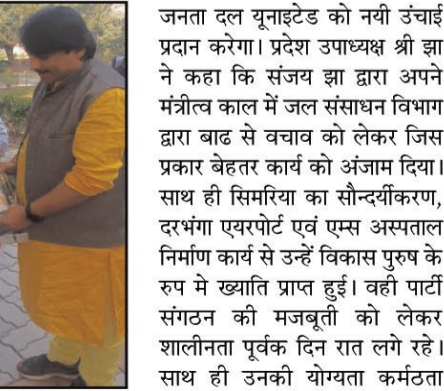 जनता दल यूनाइटेड को नयी उंचाई
प्रदान करेगा। प्रदेश उपाध्यक्ष श्री झा
ने कहा कि संजय झा द्वारा अपने
मंत्रीत्व काल में जल संसाधन विभाग
द्वारा बाढ से वचाव को लेकर जिस
प्रकार बेहतर कार्य को अंजाम दिया।
साथ ही सिमरिया का सौन्दर्यीकरण,
दरभंगा एयरपोर्ट एवं एम्स अस्पताल
निर्माण कार्य से उन्हें विकास पुरुष के
रुप मे ख्याति प्राप्त हुई। वही पार्टी
संगठन की मजबूती को लेकर
शालीनता पूर्वक दिन रात लगे रहे।
साथ ही उनकी योग्यता कर्मठता